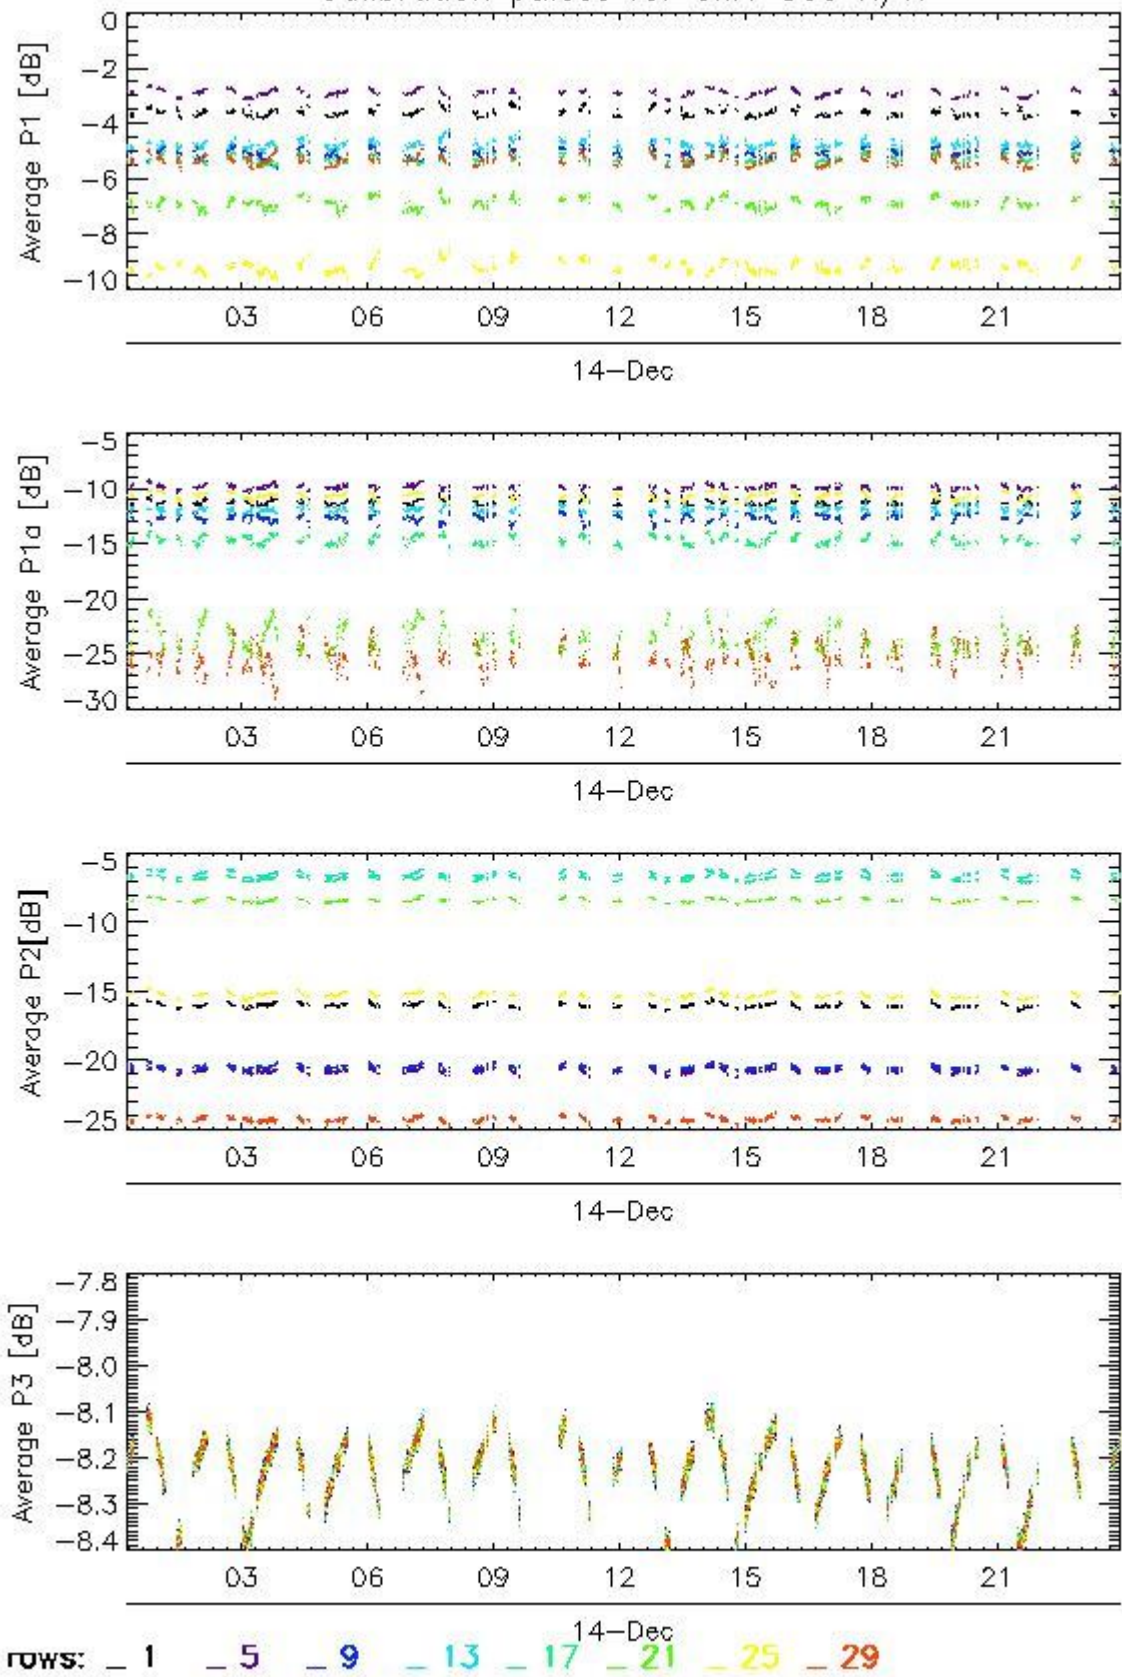 0
-2
-4
-6
-8
-10
Average P1 [dB]
03 06 09 12 15 18 21
14-Dec
-5
-10
-15
-20
-25
-30
Average P1a [dB]
03 06 09 12 15 18 21
14-Dec
-5
-10
-15
-20
-25
Average P2[dB]
03 06 09 12 15 18 21
14-Dec
-7.8
-7.9
-8.0
-8.1
-8.2
-8.3
-8.4
Average P3 [dB]
03 06 09 12 15 18 21
14-Dec
rows: _ 1 _ 5 _ 9 _ 13 _ 17 _ 21 _ 25 _ 29